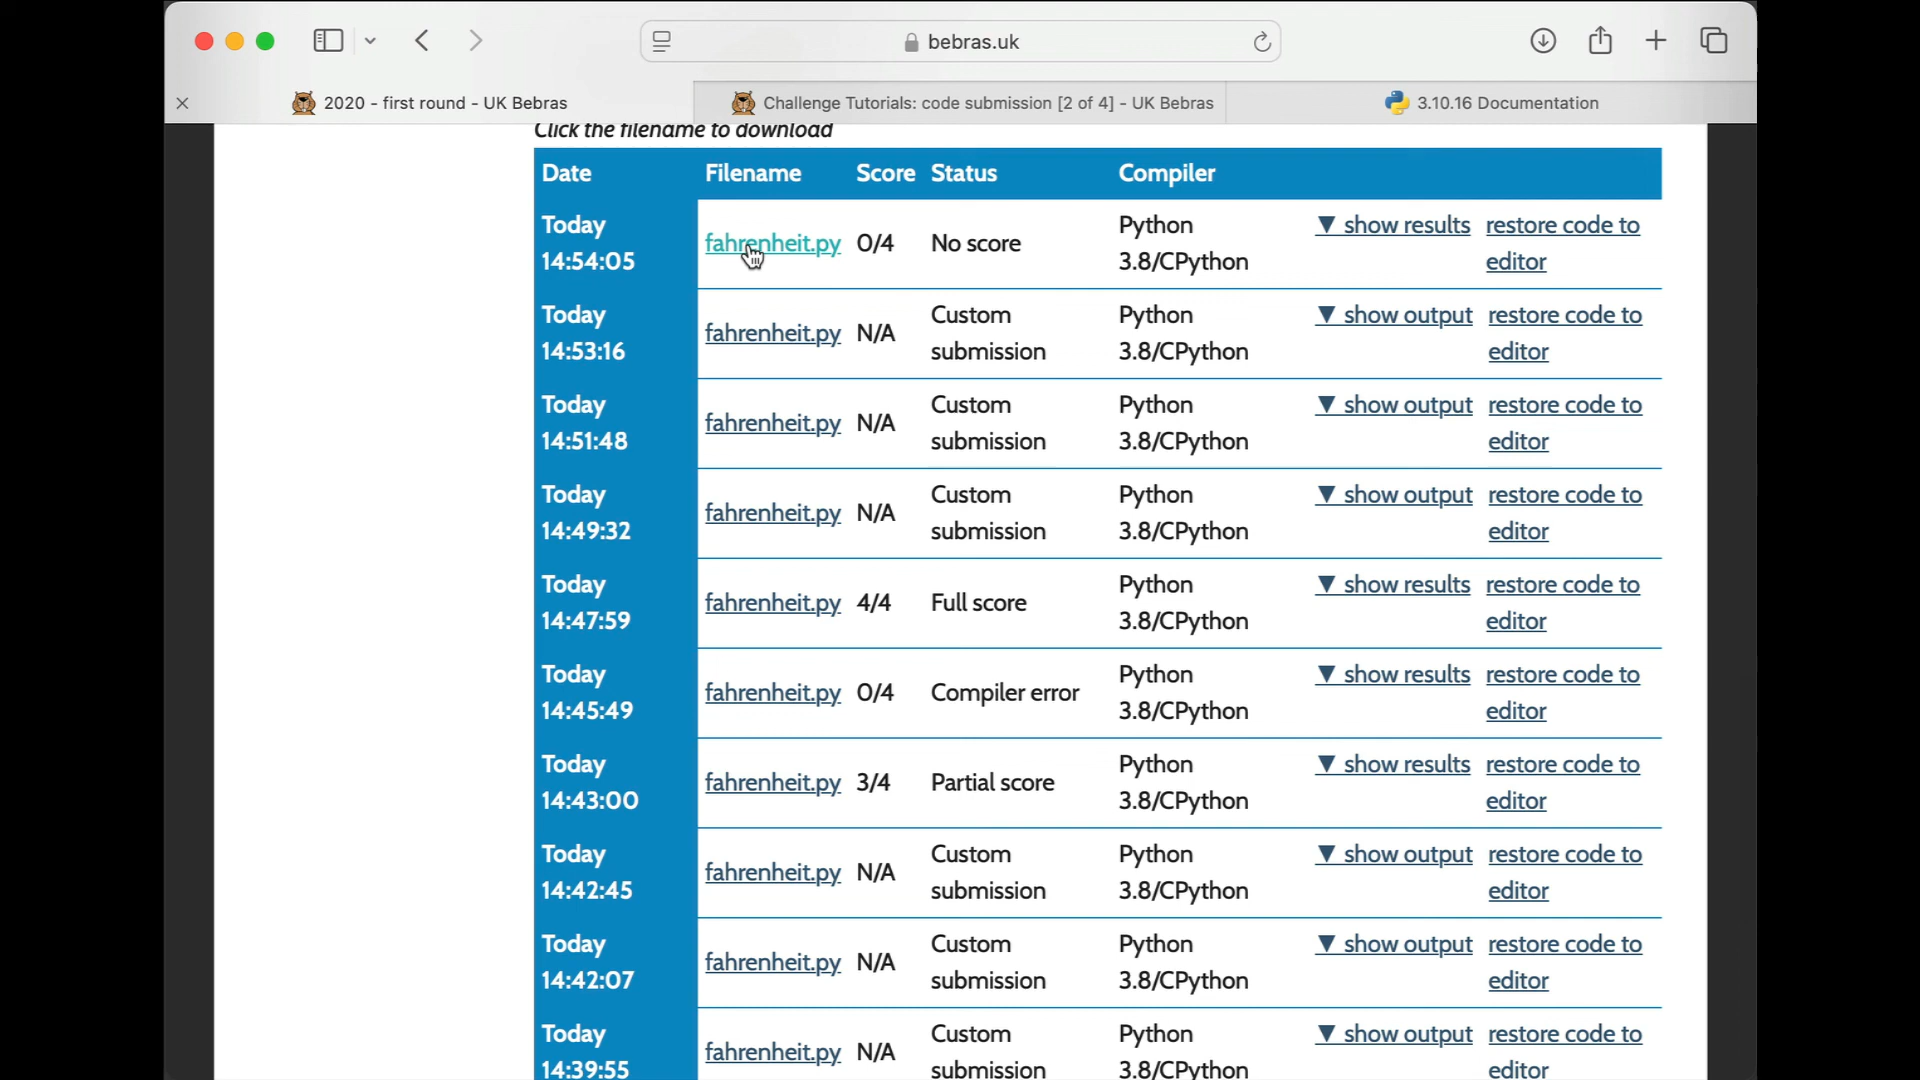 bebras.uk
2020 - first round - UK Bebras
Challenge Tutorials: code submission [2 of 4] - UK Bebras
3.10.16 Documentation
Click the filename to download
Date Filename Score Status Compiler
Today 14:54:05 fahrenheit.py 0/4 No score Python 3.8/CPython ▼ show results restore code to editor
Today 14:53:16 fahrenheit.py N/A Custom submission Python 3.8/CPython ▼ show output restore code to editor
Today 14:51:48 fahrenheit.py N/A Custom submission Python 3.8/CPython ▼ show output restore code to editor
Today 14:49:32 fahrenheit.py N/A Custom submission Python 3.8/CPython ▼ show output restore code to editor
Today 14:47:59 fahrenheit.py 4/4 Full score Python 3.8/CPython ▼ show results restore code to editor
Today 14:45:49 fahrenheit.py 0/4 Compiler error Python 3.8/CPython ▼ show results restore code to editor
Today 14:43:00 fahrenheit.py 3/4 Partial score Python 3.8/CPython ▼ show results restore code to editor
Today 14:42:45 fahrenheit.py N/A Custom submission Python 3.8/CPython ▼ show output restore code to editor
Today 14:42:07 fahrenheit.py N/A Custom submission Python 3.8/CPython ▼ show output restore code to editor
Today 14:39:55 fahrenheit.py N/A Custom submission Python 3.8/CPython ▼ show output restore code to editor